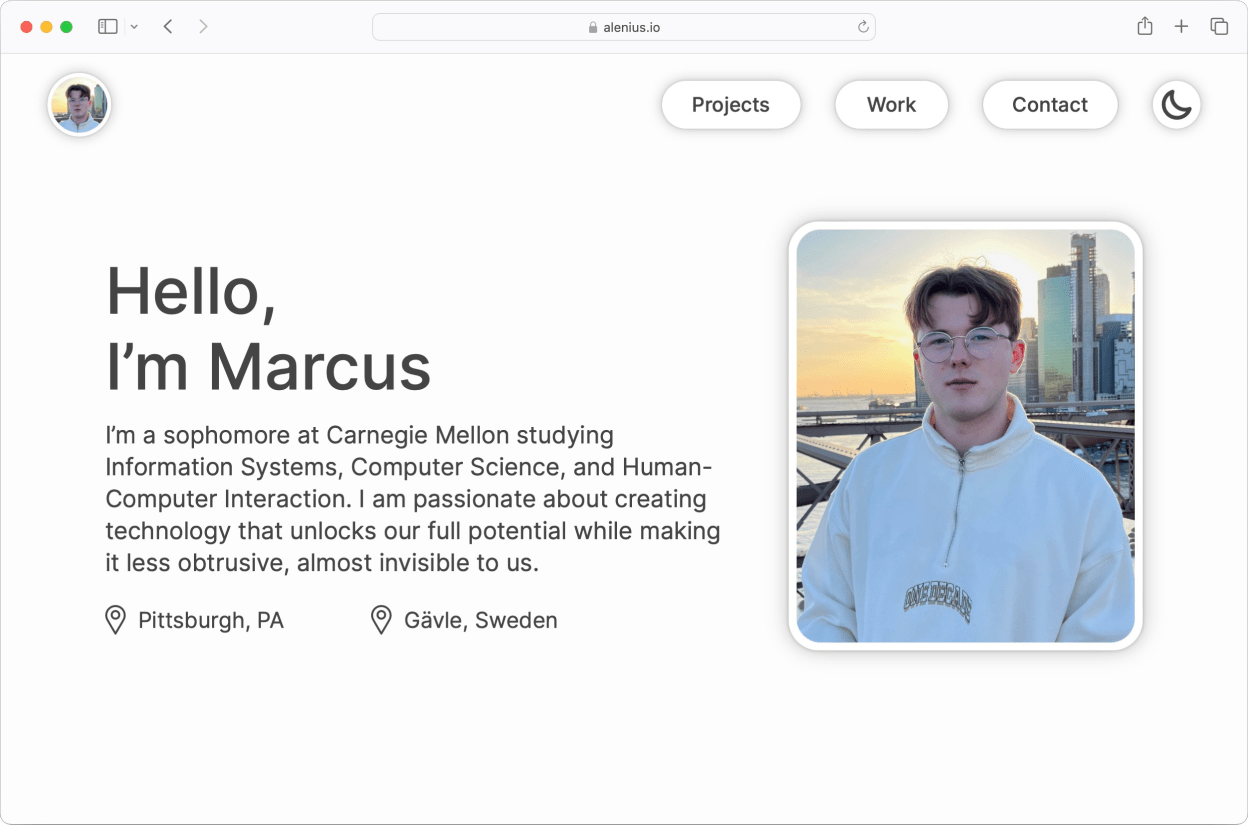 alenius.io
Projects
Work
Contact
Hello,
I’m Marcus
I’m a sophomore at Carnegie Mellon studying
Information Systems, Computer Science, and Human-
Computer Interaction. I am passionate about creating
technology that unlocks our full potential while making
it less obtrusive, almost invisible to us.
Pittsburgh, PA
Gävle, Sweden
ONE DECADE